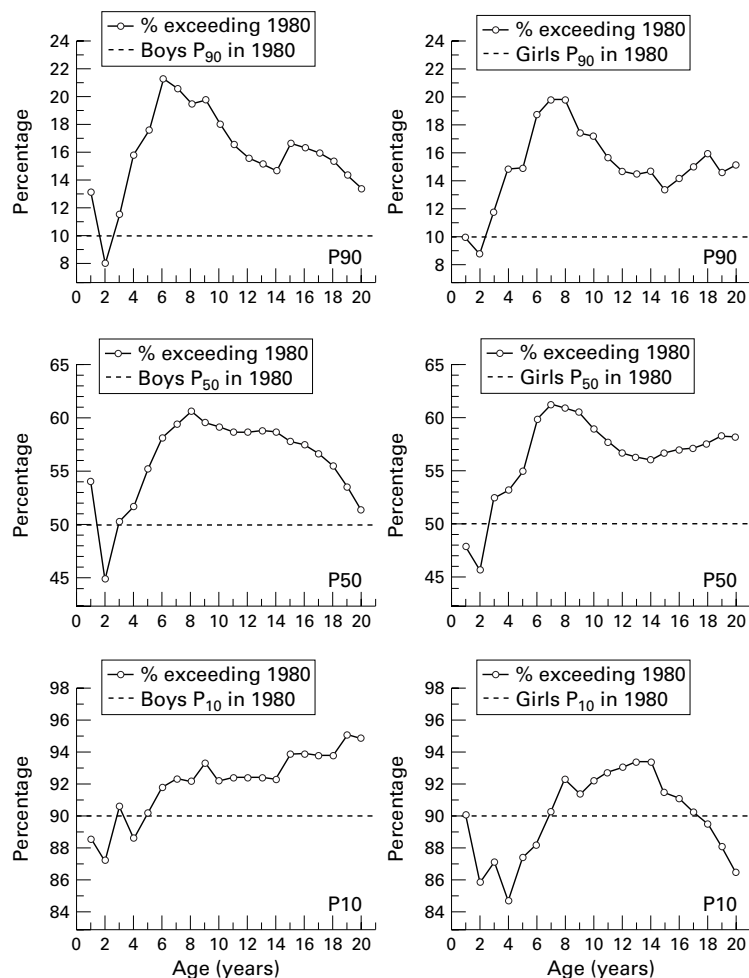 % exceeding 1980
Boys P90 in 1980
24
22
20
18
16
14
12
10
8
Percentage
0 2 4 6 8 10 12 14 16 18 20
P90
% exceeding 1980
Girls P90 in 1980
24
22
20
18
16
14
12
10
8
Percentage
0 2 4 6 8 10 12 14 16 18 20
P90
% exceeding 1980
Boys P50 in 1980
65
60
55
50
45
Percentage
0 2 4 6 8 10 12 14 16 18 20
P50
% exceeding 1980
Girls P50 in 1980
65
60
55
50
45
Percentage
0 2 4 6 8 10 12 14 16 18 20
P50
% exceeding 1980
Boys P10 in 1980
98
96
94
92
90
88
86
84
Percentage
0 2 4 6 8 10 12 14 16 18 20
P10
Age (years)
% exceeding 1980
Girls P10 in 1980
98
96
94
92
90
88
86
84
Percentage
0 2 4 6 8 10 12 14 16 18 20
P10
Age (years)